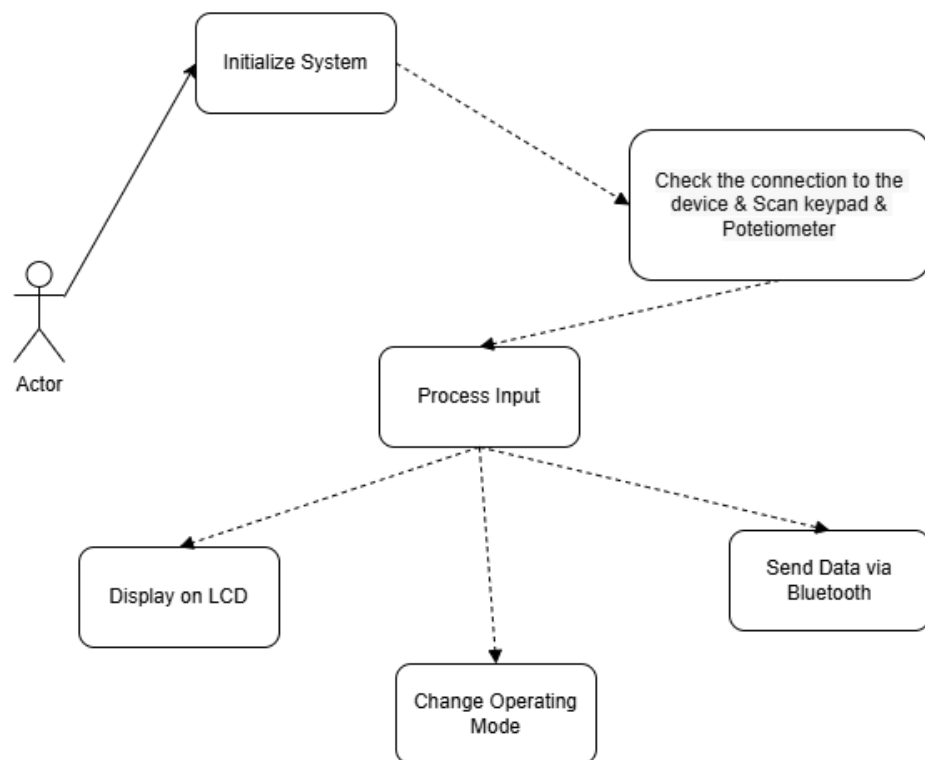 Initialize System
Check the connection to the
device & Scan keypad &
Potetiometer
Actor
Process Input
Display on LCD
Send Data via
Bluetooth
Change Operating
Mode